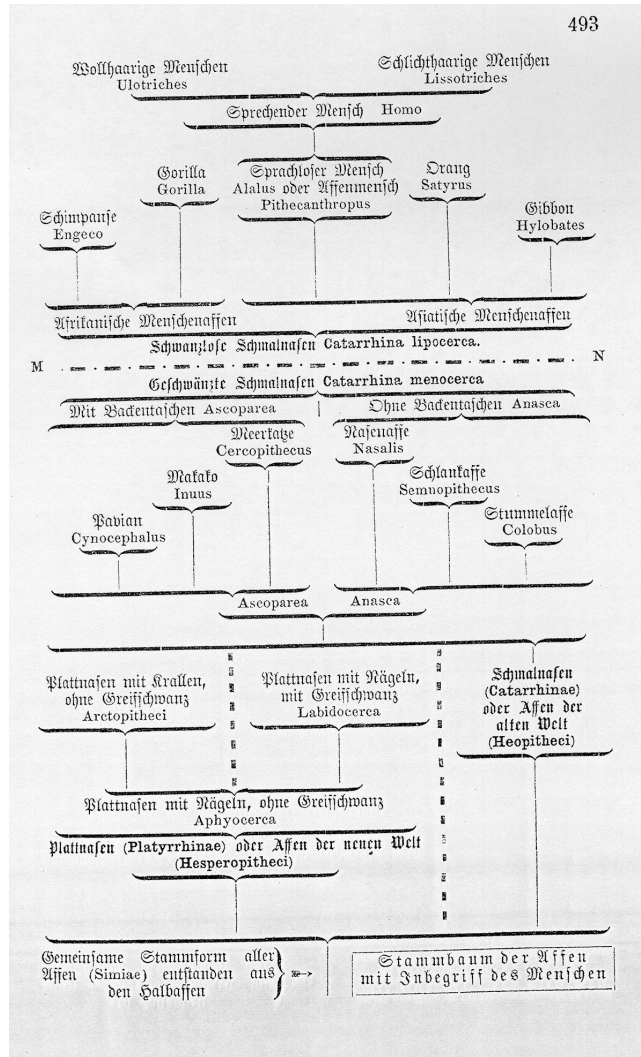 493
Wollhaarige Menschen
Ulotriches
Schlichthaarige Menschen
Lissotriches
Sprechender Mensch Homo
Gorilla
Gorilla
Sprachloser Mensch
Alalus oder Affenmensch
Pithecanthropus
Orang
Satyrus
Schimpanse
Engeco
Gibbon
Hylobates
Afrikanische Menschenaffen
Asiatische Menschenaffen
Schwanzlose Schmalnasen Catarrhina lipocerca.
M
N
Geschwänzte Schmalnasen Catarrhina menocerca
Mit Backentaschen Ascoparea
Ohne Backentaschen Anasca
Meerkatze
Cercopithecus
Nasenaffe
Nasalis
Makako
Inuus
Schlankaffe
Semnopithecus
Pavian
Cynocephalus
Stummelaffe
Colobus
Ascoparea
Anasca
Plattnasen mit Krallen,
ohne Greifschwanz
Arctopitheci
Plattnasen mit Nägeln,
mit Greifschwanz
Labidocerca
Schmalnasen
(Catarrhinae)
oder Affen der
alten Welt
(Heopitheci)
Plattnasen mit Nägeln, ohne Greifschwanz
Aphyocerca
Plattnasen (Platyrrhinae) oder Affen der neuen Welt
(Hesperopitheci)
Gemeinsame Stammform aller
Affen (Simiae) entstanden aus
den Halbaffen
Stammbaum der Affen
mit Inbegriff des Menschen